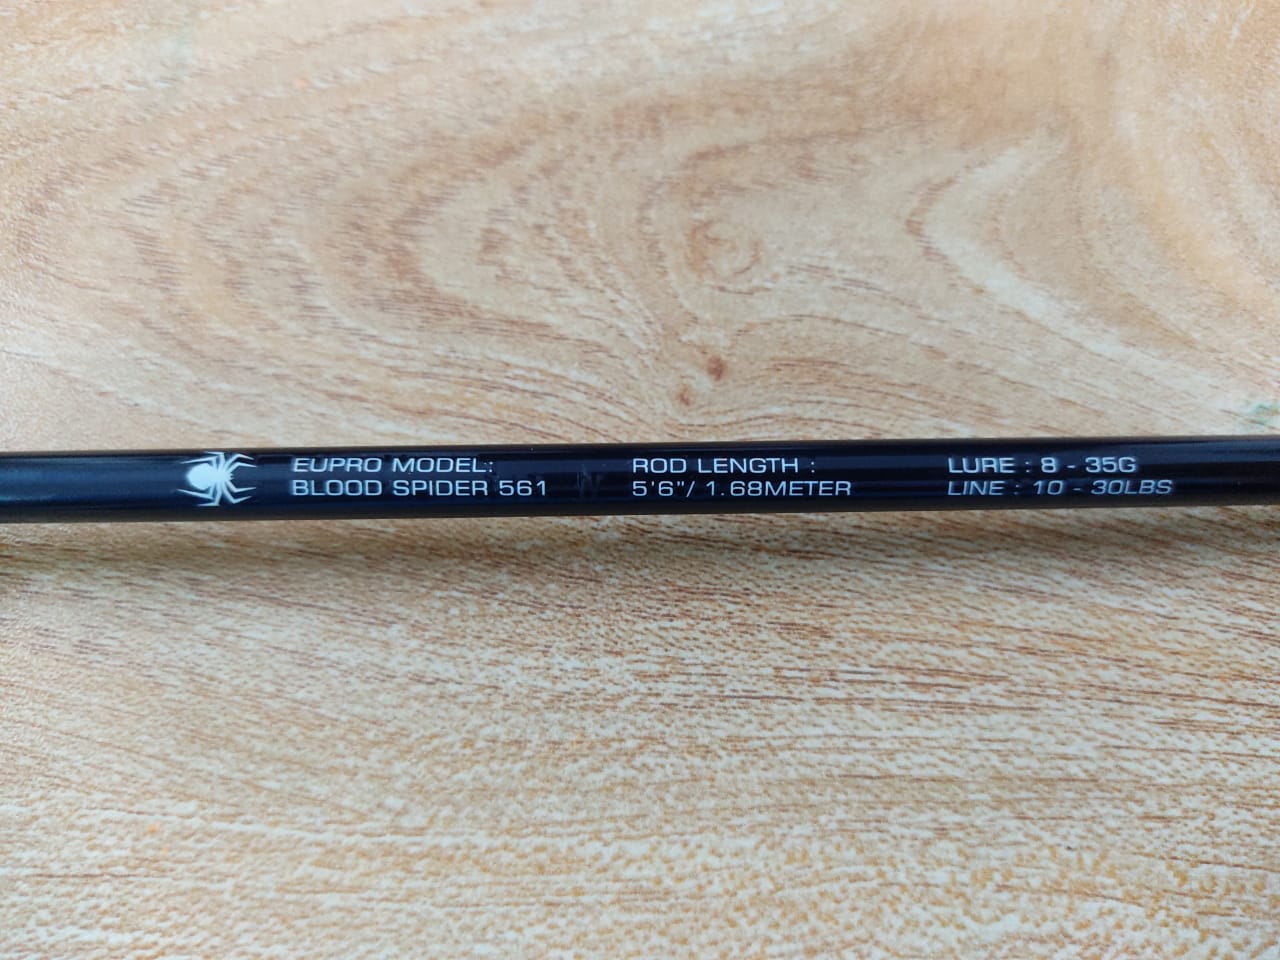 EUPRO MODEL:
BLOOD SPIDER 561
ROD LENGTH :
5'6"/ 1.68METER
LURE : 8 - 35G
LINE : 10 - 30LBS